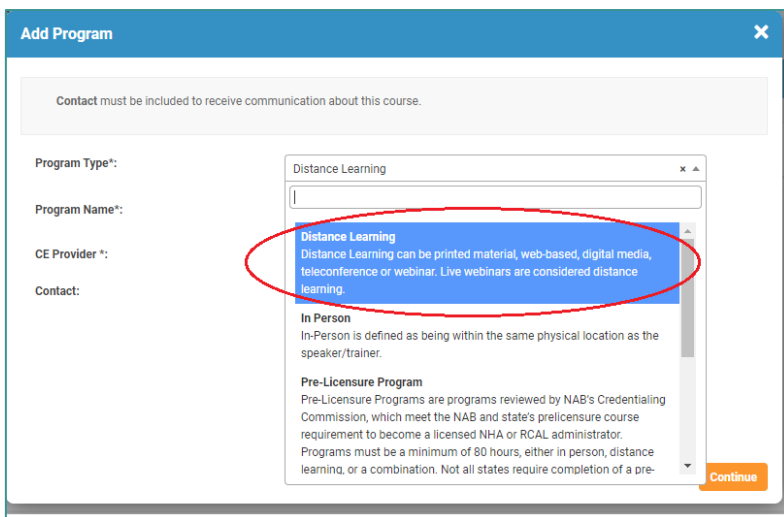 Add Program
Contact must be included to receive communication about this course.
Program Type*:
Distance Learning
Program Name*:
Distance Learning
Distance Learning can be printed material, web-based, digital media,
teleconference or webinar. Live webinars are considered distance
learning.
CE Provider *:
Contact:
In Person
In-Person is defined as being within the same physical location as the
speaker/trainer.
Pre-Licensure Program
Pre-Licensure Programs are programs reviewed by NAB's Credentialing
Commission, which meet the NAB and state's prelicensure course
requirement to become a licensed NHA or RCAL administrator.
Programs must be a minimum of 80 hours, either in person, distance
learning, or a combination. Not all states require completion of a pre-
Continue